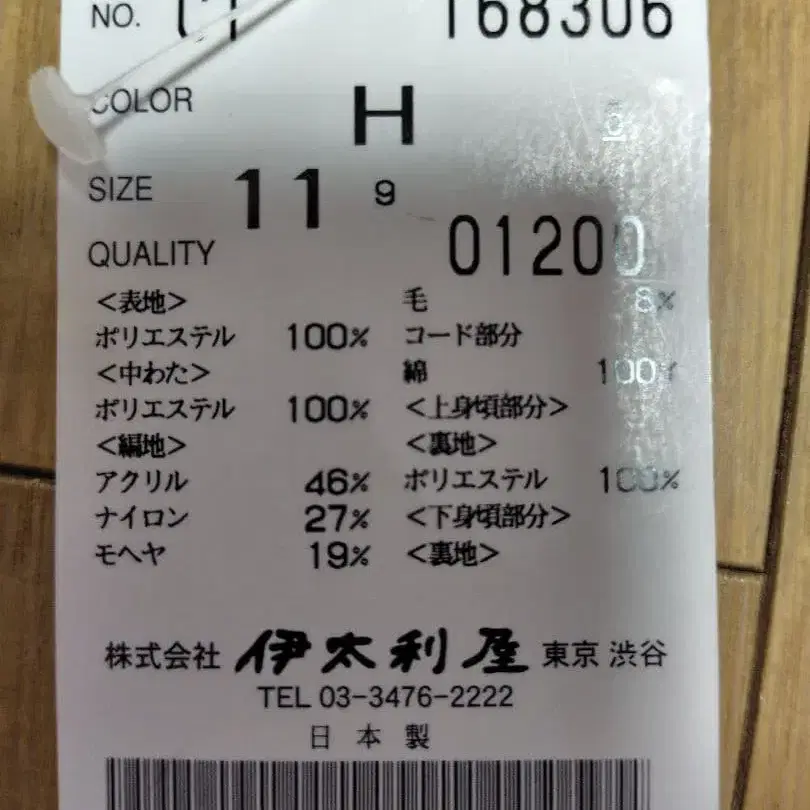 NO.
168306
COLOR H
SIZE 11 9
QUALITY 01200
<表地>
ポリエステル 100%
<中わた>
ポリエステル 100%
<編地>
アクリル 46%
ナイロン 27%
モヘヤ 19%
毛 8%
コード部分
綿 100%
<上身頃部分>
<裏地>
ポリエステル 100%
<下身頃部分>
<裏地>
株式会社 伊太利屋 東京 渋谷
TEL 03-3476-2222
日本製